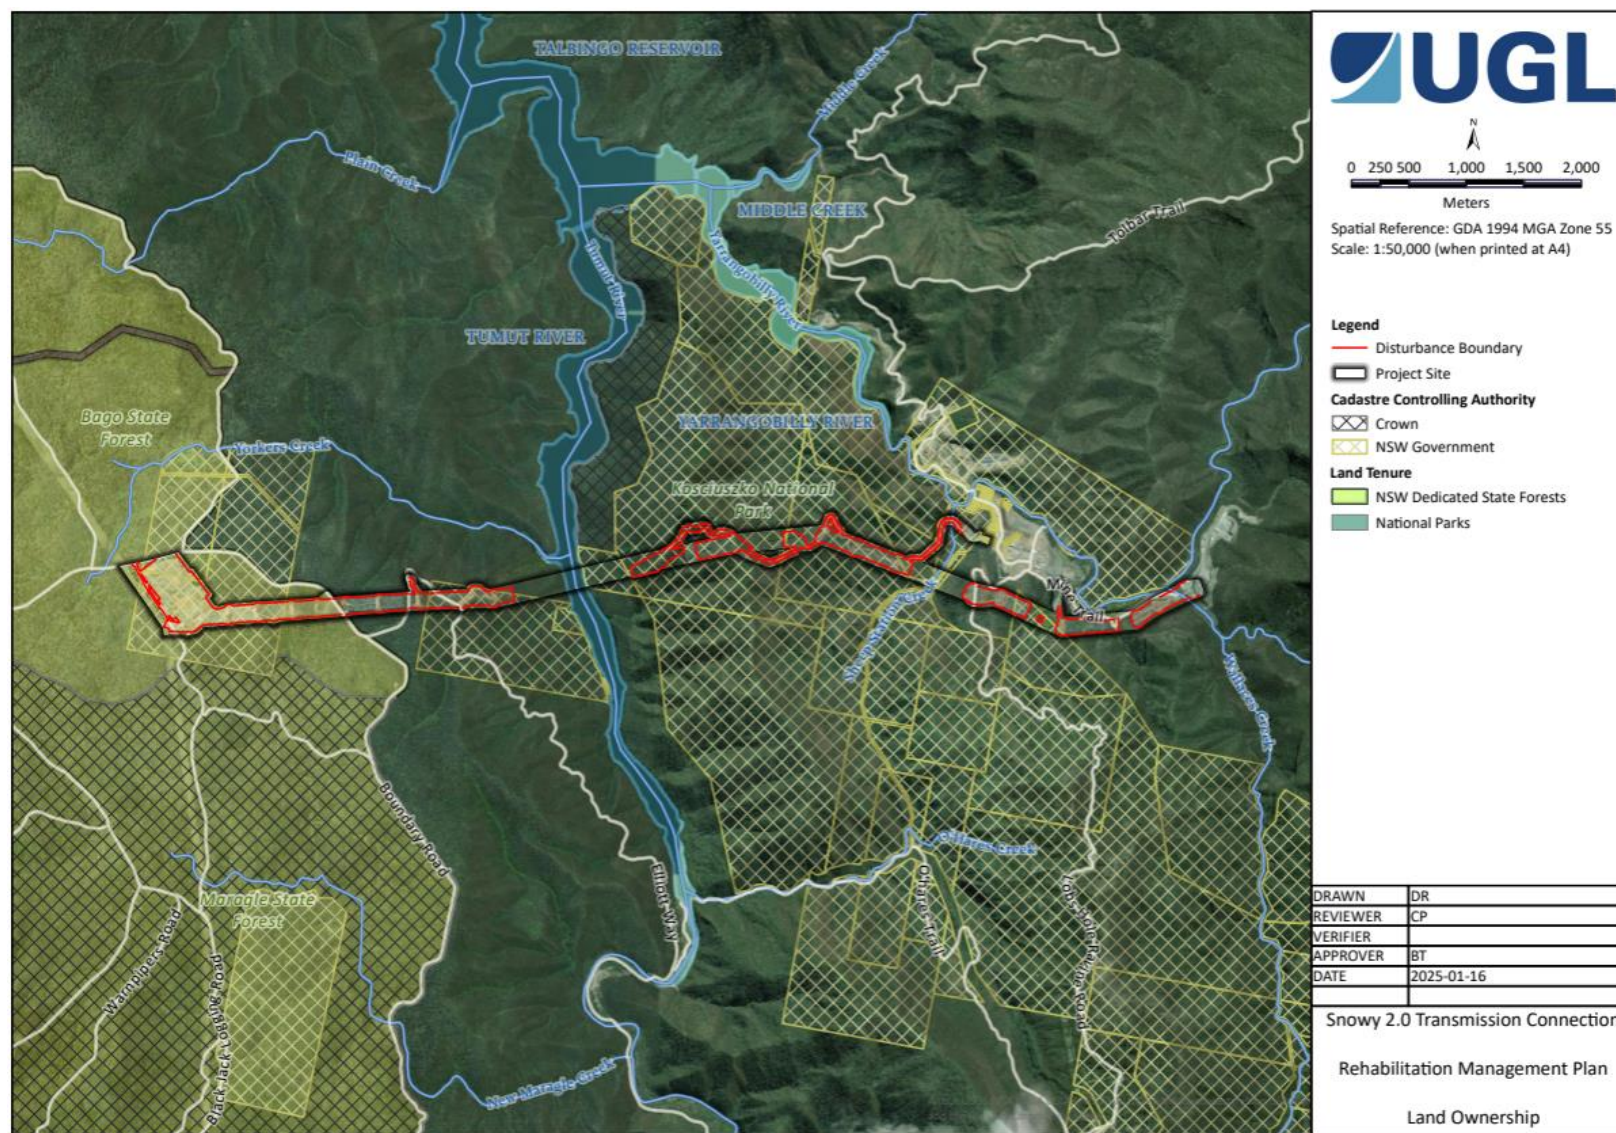 TALBINGO RESERVOIR
Middle Creek
Plain Creek
MIDDLE CREEK
Tolbar Trail
Yarrangobilly River
Tumut River
TUMUT RIVER
Bago State
Forest
YARRANGOBILLY RIVER
Yorkers Creek
Kosciuszko National
Park
Mine Trail
Sheep Station Creek
Wallaces Creek
Boundary Road
O'Hares Creek
Elliott Way
O'Hares Trail
Lobs Hole Ravine Road
Maragle State
Forest
Warnpipers Road
Black Jack Logging Road
New Maragle Creek
UGL
N
0 250 500 1,000 1,500 2,000
Meters
Spatial Reference: GDA 1994 MGA Zone 55
Scale: 1:50,000 (when printed at A4)
Legend
Disturbance Boundary
Project Site
Cadastre Controlling Authority
Crown
NSW Government
Land Tenure
NSW Dedicated State Forests
National Parks
DRAWN DR
REVIEWER CP
VERIFIER
APPROVER BT
DATE 2025-01-16
Snowy 2.0 Transmission Connection
Rehabilitation Management Plan
Land Ownership